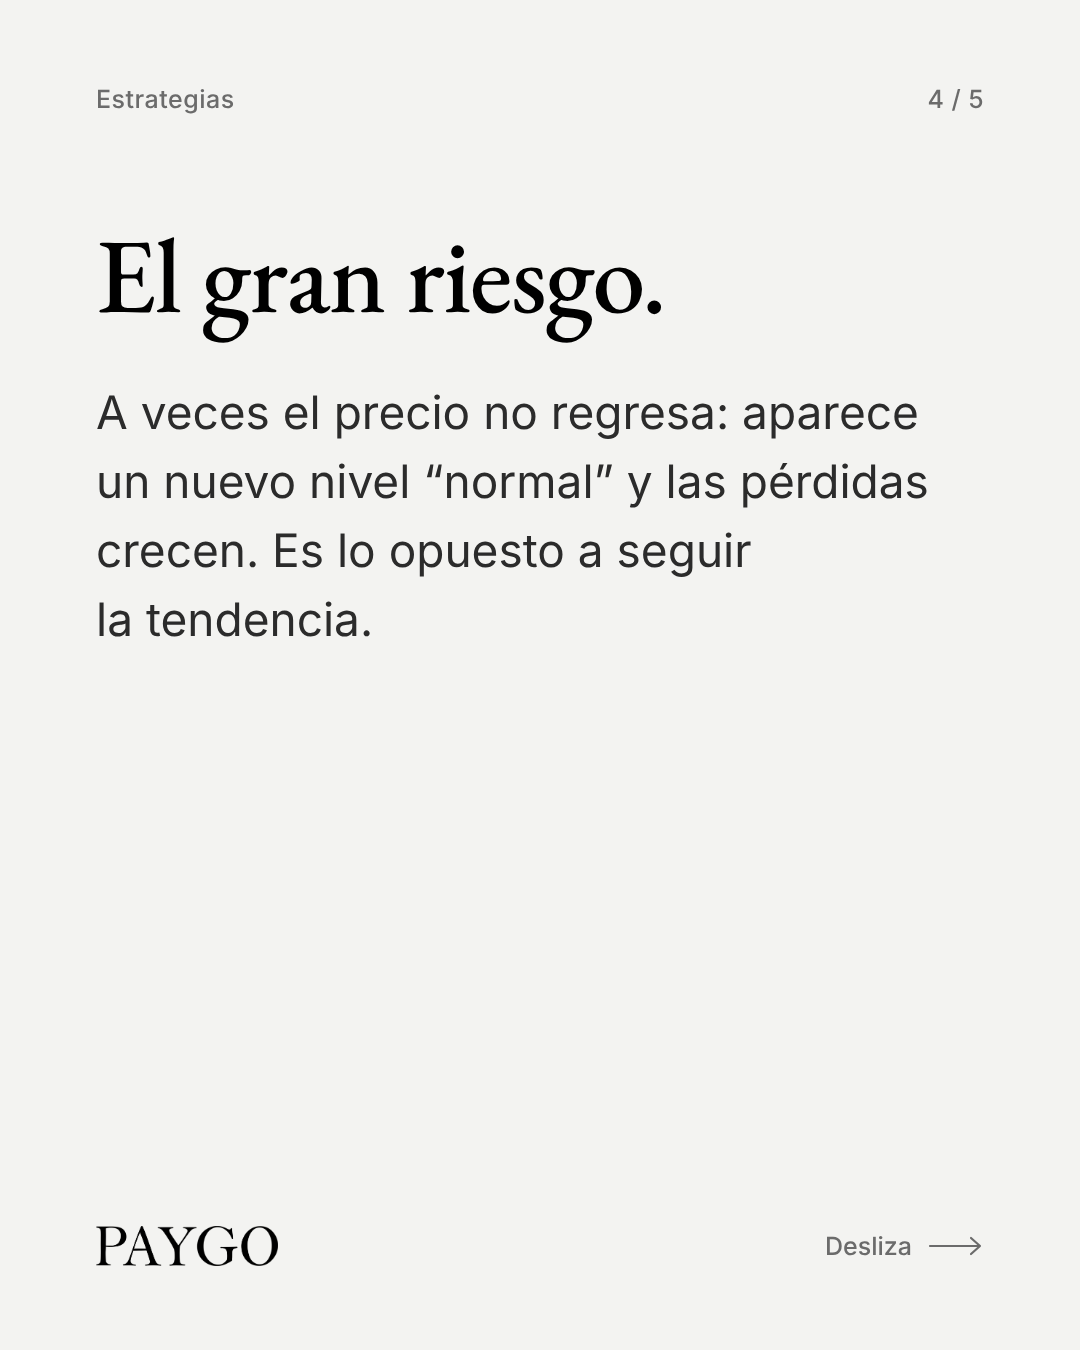 Estrategias
4 / 5
El gran riesgo.
A veces el precio no regresa: aparece
un nuevo nivel “normal” y las pérdidas
crecen. Es lo opuesto a seguir
la tendencia.
PAYGO
Desliza →